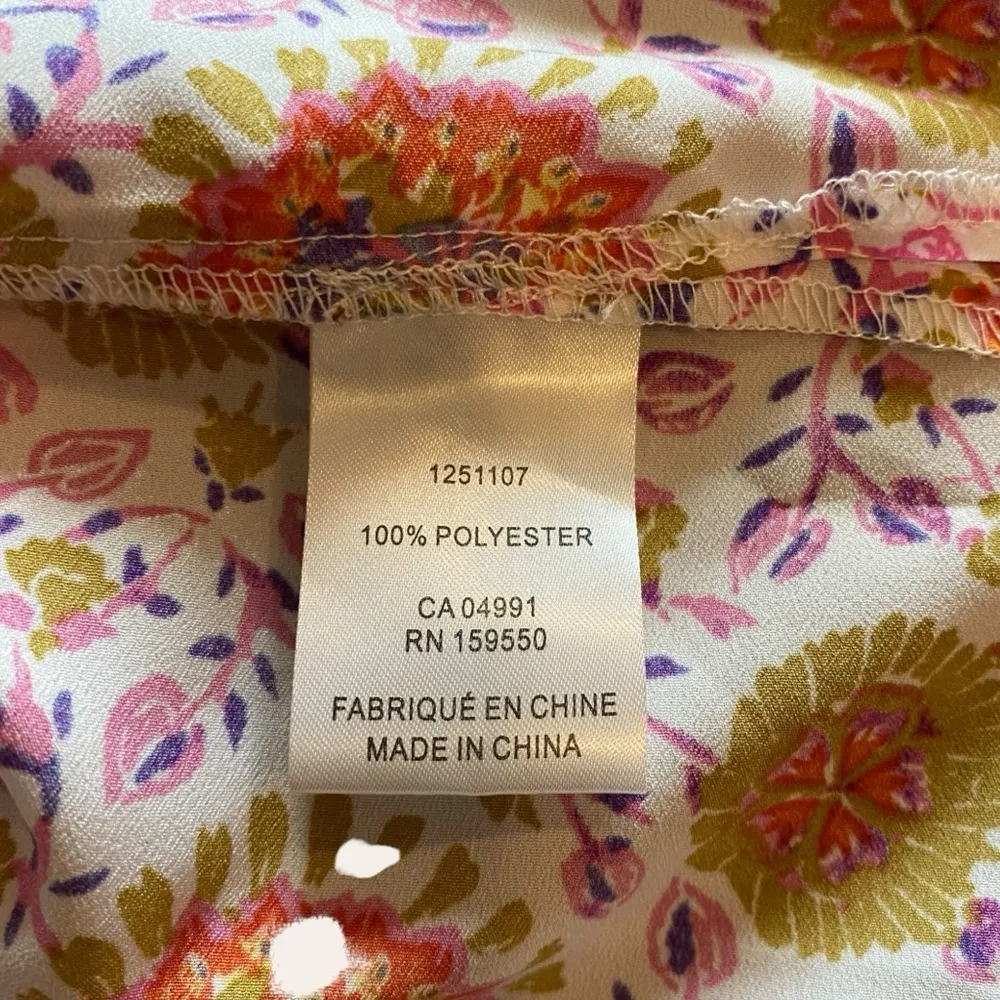 1251107
100% POLYESTER
CA 04991
RN 159550
FABRIQUÉ EN CHINE
MADE IN CHINA